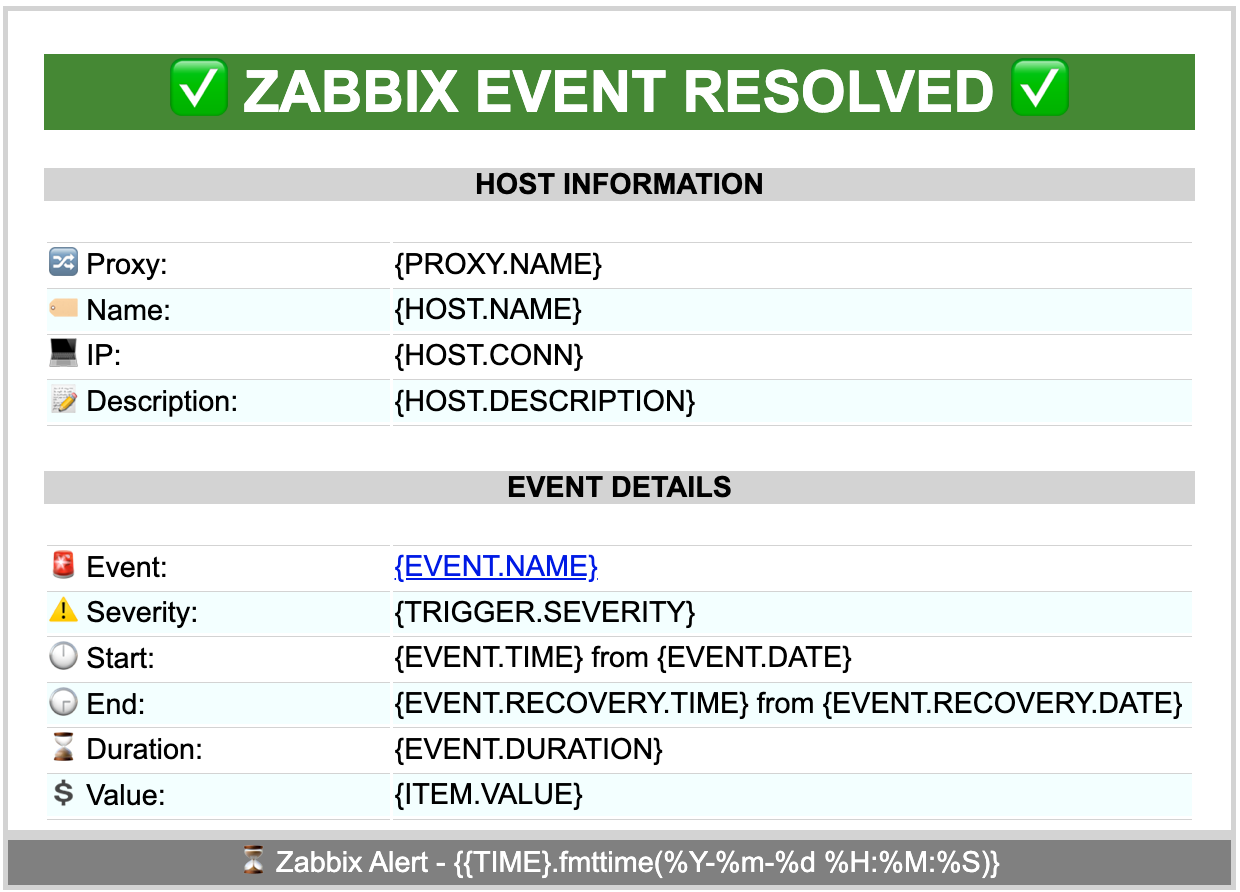 ✅ ZABBIX EVENT RESOLVED ✅
HOST INFORMATION
🔀 Proxy: {PROXY.NAME}
🏷️ Name: {HOST.NAME}
💻 IP: {HOST.CONN}
📝 Description: {HOST.DESCRIPTION}
EVENT DETAILS
🚨 Event: {EVENT.NAME}
⚠️ Severity: {TRIGGER.SEVERITY}
🕛 Start: {EVENT.TIME} from {EVENT.DATE}
🕞 End: {EVENT.RECOVERY.TIME} from {EVENT.RECOVERY.DATE}
⏳ Duration: {EVENT.DURATION}
💲 Value: {ITEM.VALUE}
⏳ Zabbix Alert - {{TIME}.fmttime(%Y-%m-%d %H:%M:%S)}